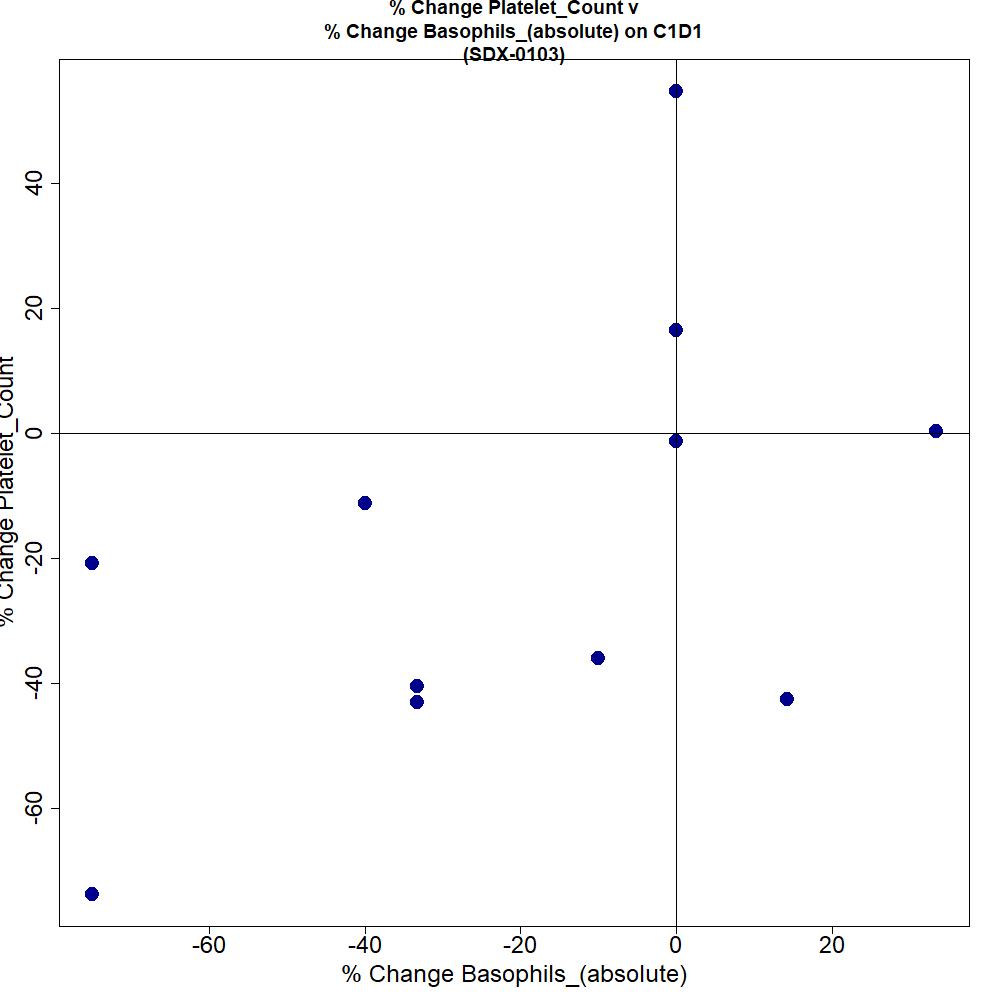 % Change Platelet_Count v
% Change Basophils_(absolute) on C1D1
(SDX-0103)
% Change Platelet_Count
40
20
0
-20
-40
-60
-60
-40
-20
0
20
% Change Basophils_(absolute)